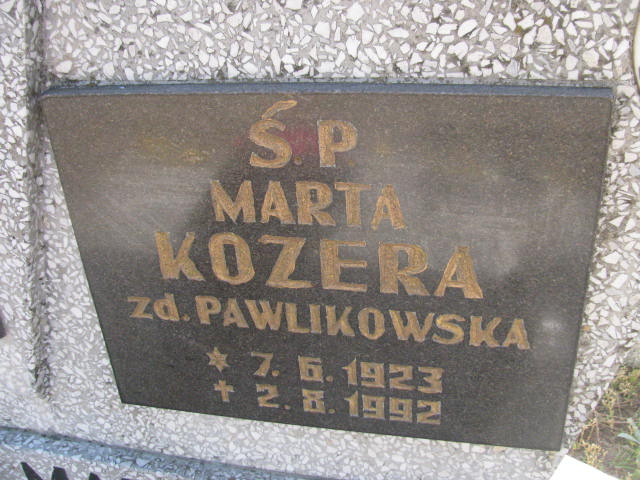 Ś.P.
MARTA
KOZERA
zd. PAWLIKOWSKA
* 7.6.1923
✝ 2.8.1992